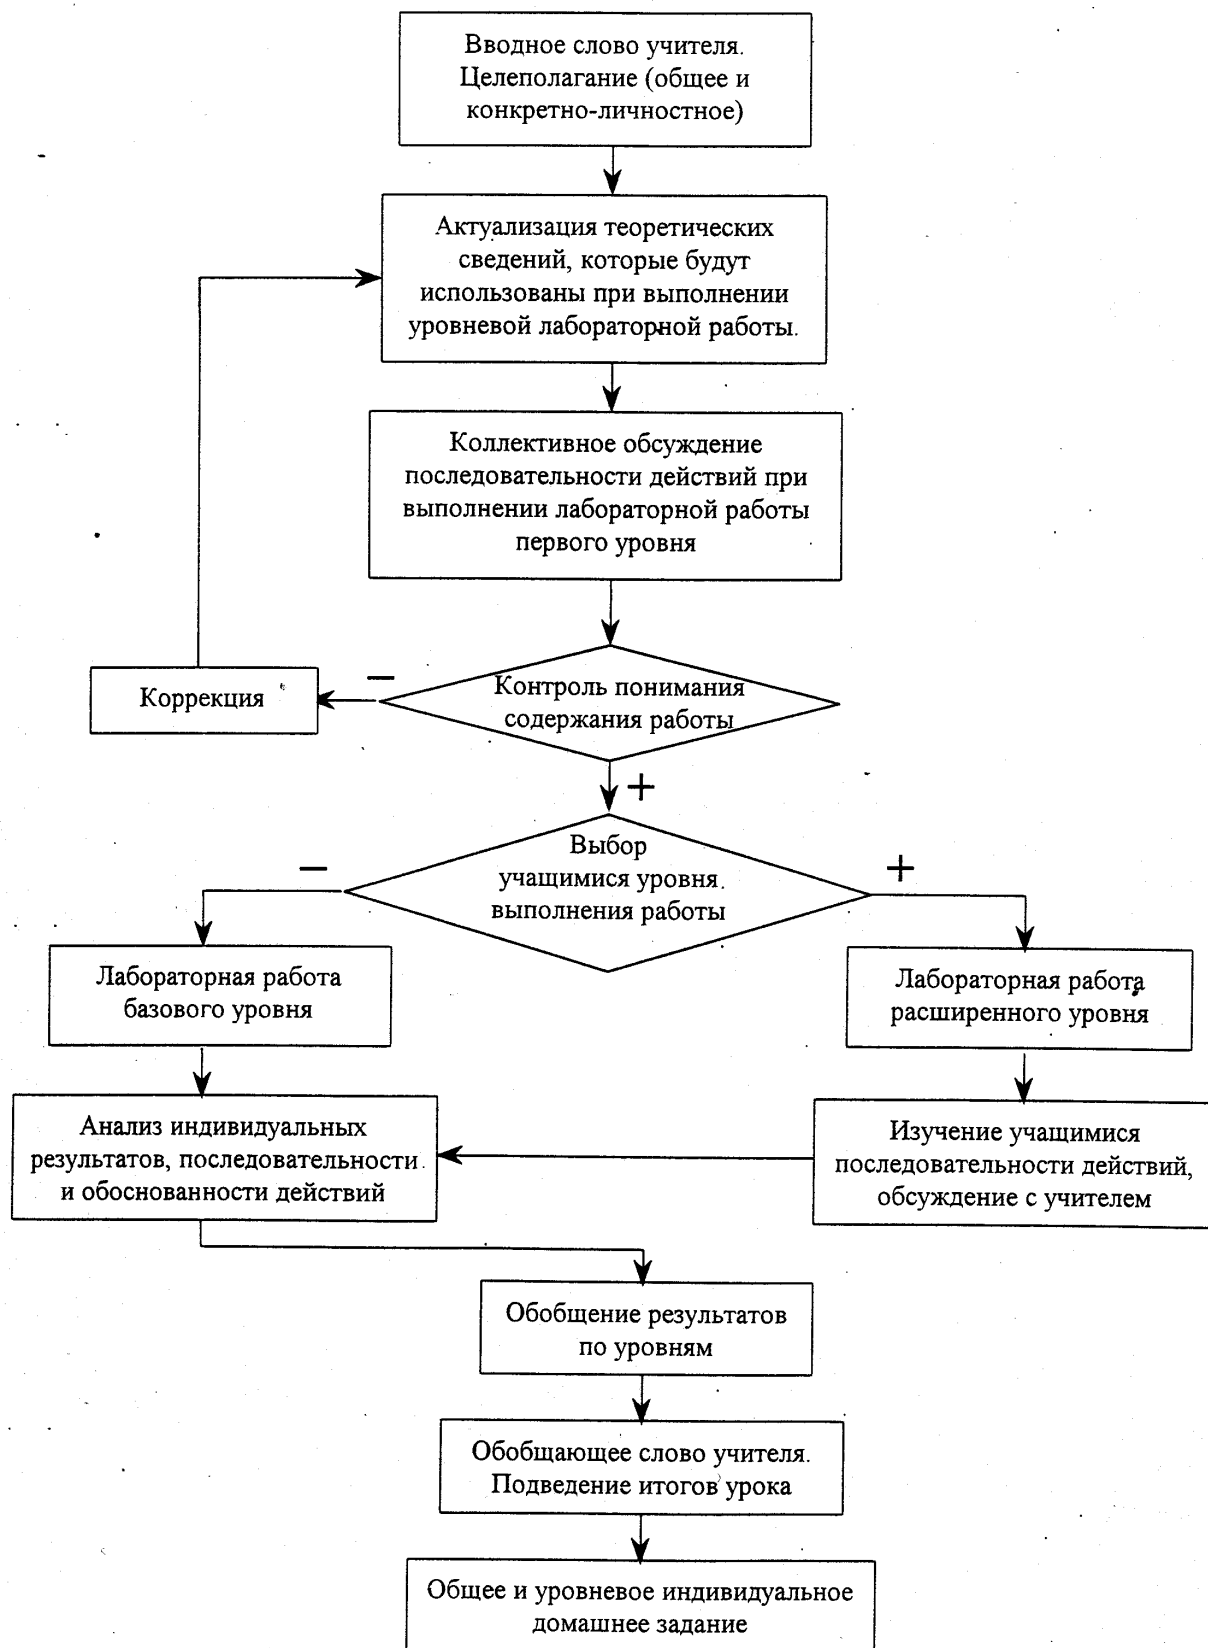 Вводное слово учителя.
Целеполагание (общее и
конкретно-личностное)
Актуализация теоретических
сведений, которые будут
использованы при выполнении
уровневой лабораторной работы.
Коллективное обсуждение
последовательности действий при
выполнении лабораторной работы
первого уровня
Коррекция
−
Контроль понимания
содержания работы
+
−
Выбор
учащимися уровня
выполнения работы
+
Лабораторная работа
базового уровня
Лабораторная работа
расширенного уровня
Анализ индивидуальных
результатов, последовательности
и обоснованности действий
Изучение учащимися
последовательности действий,
обсуждение с учителем
Обобщение результатов
по уровням
Обобщающее слово учителя.
Подведение итогов урока
Общее и уровневое индивидуальное
домашнее задание